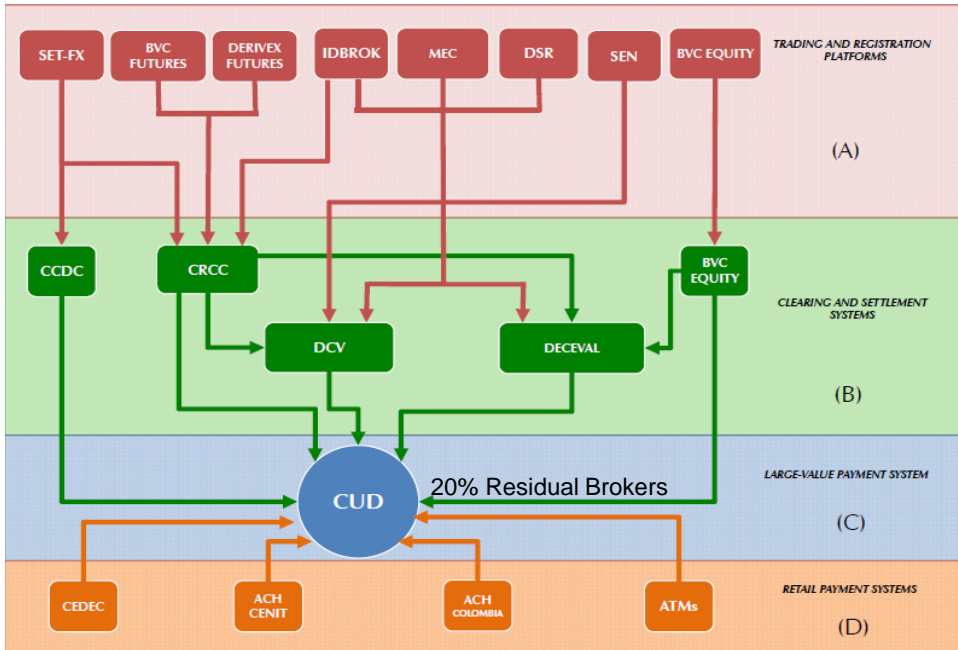 SET-FX
BVC
FUTURES
DERIVEX
FUTURES
IDBROK
MEC
DSR
SEN
BVC EQUITY
TRADING AND REGISTRATION
PLATFORMS
(A)
CCDC
CRCC
BVC
EQUITY
CLEARING AND SETTLEMENT
SYSTEMS
DCV
DECEVAL
(B)
CUD
20% Residual Brokers
LARGE-VALUE PAYMENT SYSTEM
(C)
CEDEC
ACH
CENIT
ACH
COLOMBIA
ATMs
RETAIL PAYMENT SYSTEMS
(D)